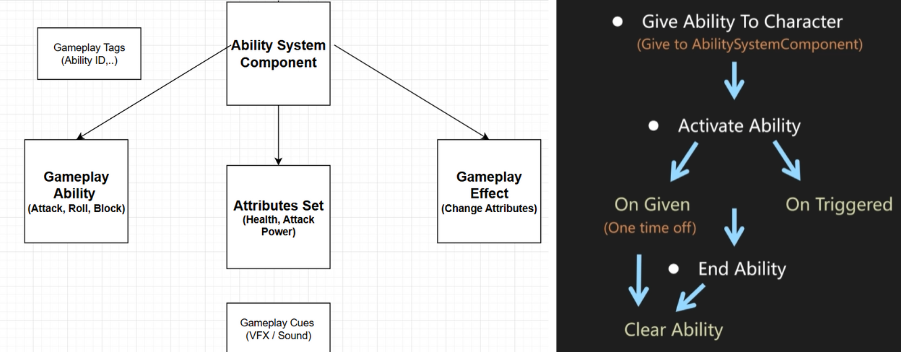 Gameplay Tags
(Ability ID,..)
Ability System
Component
Gameplay
Ability
(Attack, Roll, Block)
Attributes Set
(Health, Attack
Power)
Gameplay
Effect
(Change Attributes)
Gameplay Cues
(VFX / Sound)
Give Ability To Character
(Give to AbilitySystemComponent)
Activate Ability
On Given
(One time off)
On Triggered
End Ability
Clear Ability